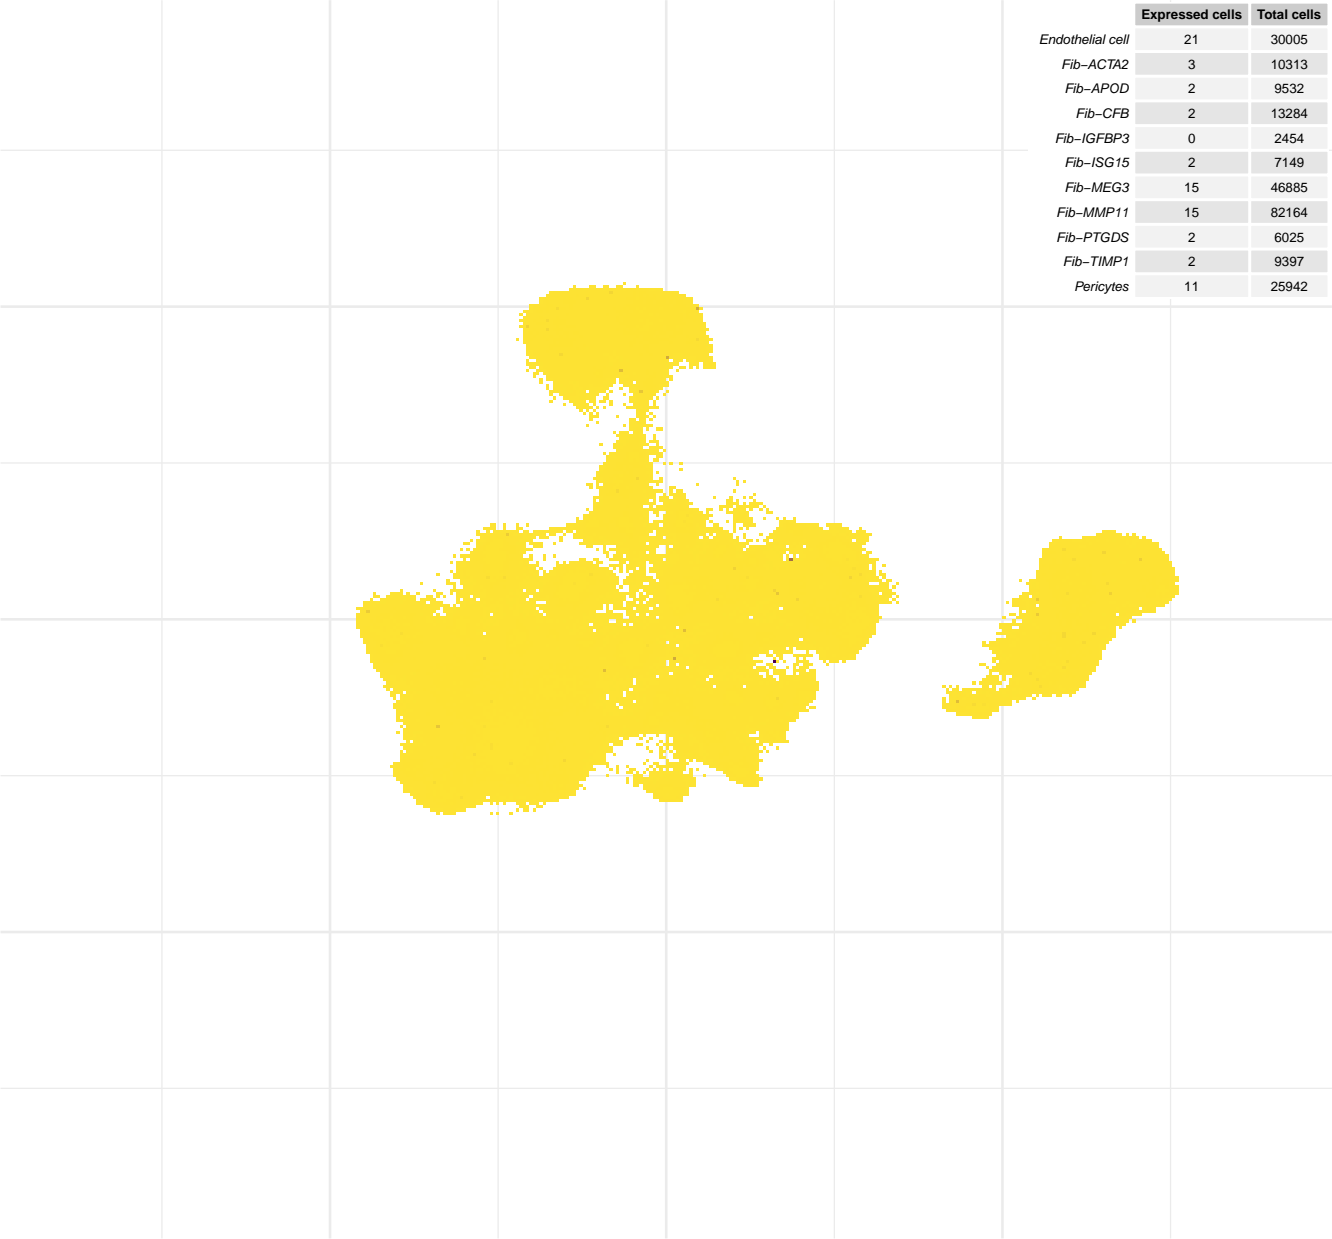 Expressed cells Total cells
Endothelial cell 21 30005
Fib−ACTA2 3 10313
Fib−APOD 2 9532
Fib−CFB 2 13284
Fib−IGFBP3 0 2454
Fib−ISG15 2 7149
Fib−MEG3 15 46885
Fib−MMP11 15 82164
Fib−PTGDS 2 6025
Fib−TIMP1 2 9397
Pericytes 11 25942